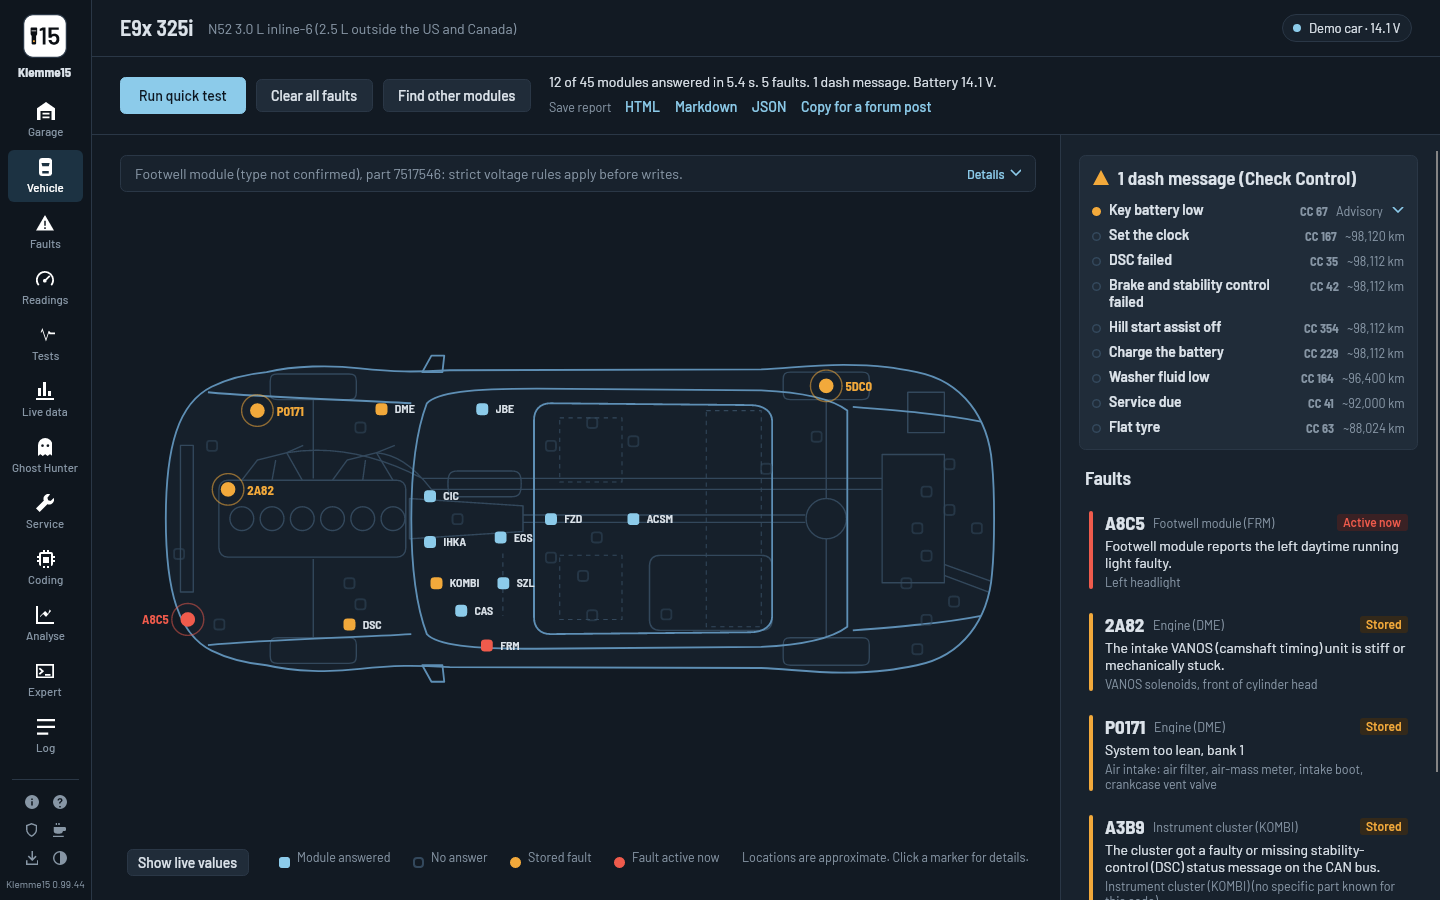 i15
Klemme15
Garage
Vehicle
Faults
Readings
Tests
Live data
Ghost Hunter
Service
Coding
Analyse
Expert
Log
Klemme15 0.99.44
E9x 325i
N52 3.0 L inline-6 (2.5 L outside the US and Canada)
Demo car · 14.1 V
Run quick test
Clear all faults
Find other modules
12 of 45 modules answered in 5.4 s. 5 faults. 1 dash message. Battery 14.1 V.
Save report HTML Markdown JSON Copy for a forum post
Footwell module (type not confirmed), part 7517546: strict voltage rules apply before writes.
Details
5DC0
P0171
DME
JBE
2A82
CIC
FZD
ACSM
EGS
IHKA
KOMBI
SZL
CAS
A8C5
DSC
FRM
Show live values
Module answered
No answer
Stored fault
Fault active now
Locations are approximate. Click a marker for details.
1 dash message (Check Control)
Key battery low CC 67 Advisory
Set the clock CC 167 ~98,120 km
DSC failed CC 35 ~98,112 km
Brake and stability control CC 42 ~98,112 km
failed
Hill start assist off CC 354 ~98,112 km
Charge the battery CC 229 ~98,112 km
Washer fluid low CC 164 ~96,400 km
Service due CC 41 ~92,000 km
Flat tyre CC 63 ~88,024 km
Faults
A8C5 Footwell module (FRM) Active now
Footwell module reports the left daytime running
light faulty.
Left headlight
2A82 Engine (DME) Stored
The intake VANOS (camshaft timing) unit is stiff or
mechanically stuck.
VANOS solenoids, front of cylinder head
P0171 Engine (DME) Stored
System too lean, bank 1
Air intake: air filter, air-mass meter, intake boot,
crankcase vent valve
A3B9 Instrument cluster (KOMBI) Stored
The cluster got a faulty or missing stability-
control (DSC) status message on the CAN bus.
Instrument cluster (KOMBI) (no specific part known for
this code)